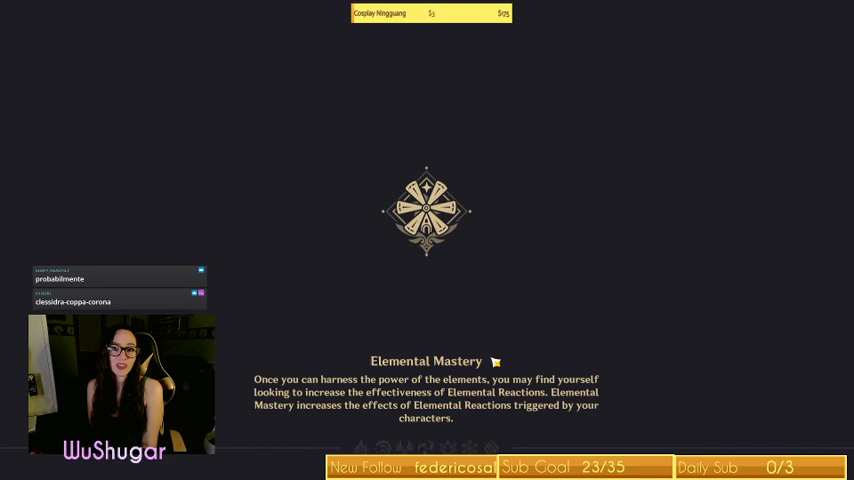 Cosplay Ningguang $3 $175
probabilmente
clessidra-coppa-corona
Elemental Mastery
Once you can harness the power of the elements, you may find yourself
looking to increase the effectiveness of Elemental Reactions. Elemental
Mastery increases the effects of Elemental Reactions triggered by your
characters.
WuShugar
New Follow federicosal Sub Goal 23/35 Daily Sub 0/3